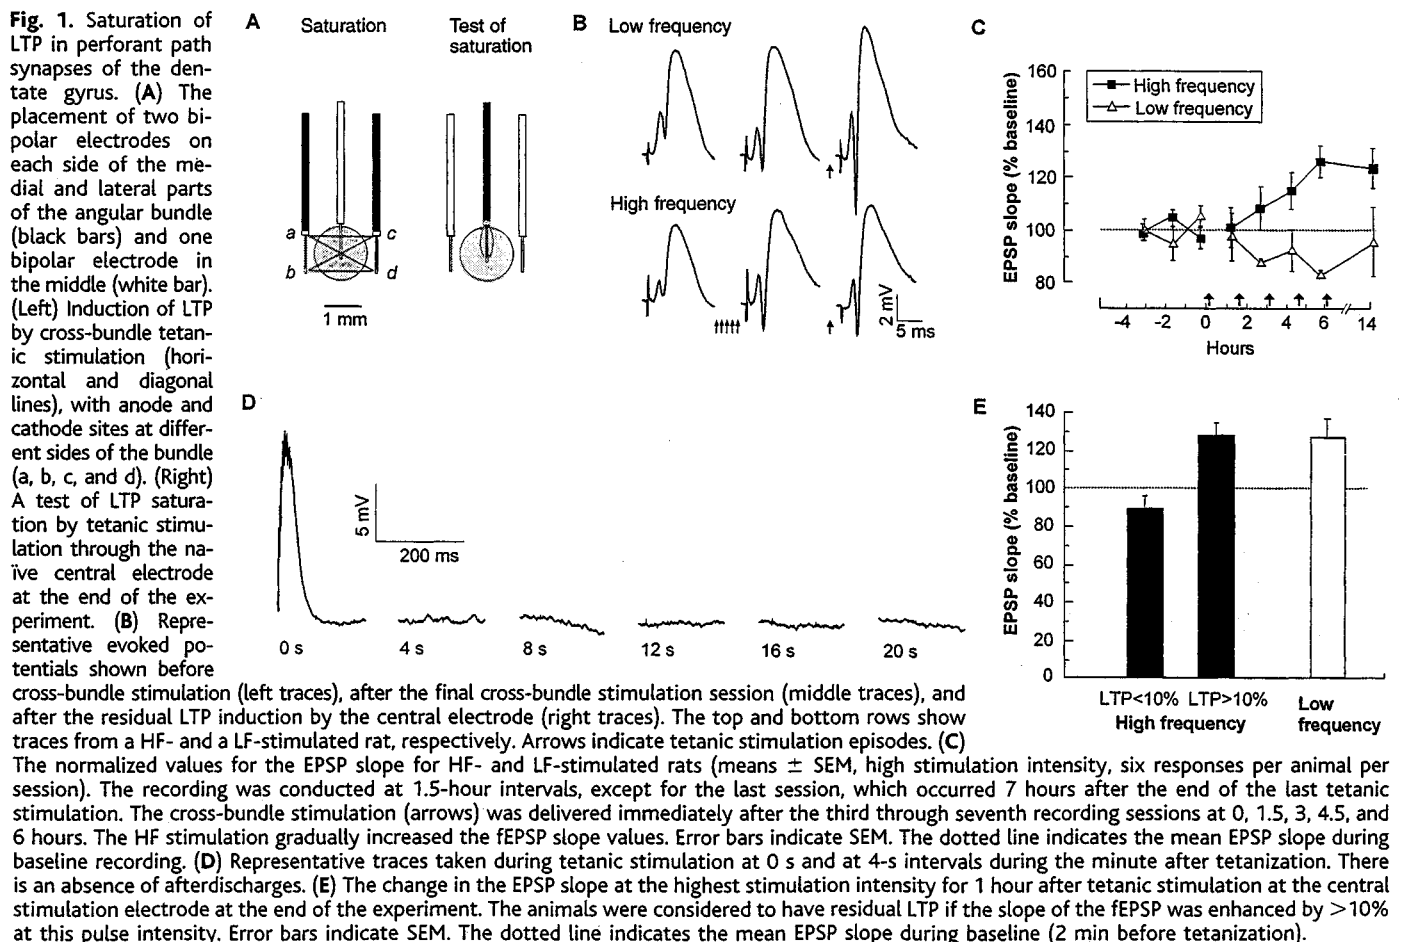 Fig. 1. Saturation of
LTP in perforant path
synapses of the den-
tate gyrus. (A) The
placement of two bi-
polar electrodes on
each side of the me-
dial and lateral parts
of the angular bundle
(black bars) and one
bipolar electrode in
the middle (white bar).
(Left) Induction of LTP
by cross-bundle tetan-
ic stimulation (hori-
zontal and diagonal
lines), with anode and
cathode sites at differ-
ent sides of the bundle
(a, b, c, and d). (Right)
A test of LTP satura-
tion by tetanic stimu-
lation through the na-
ïve central electrode
at the end of the ex-
periment. (B) Repre-
sentative evoked po-
tentials shown before
cross-bundle stimulation (left traces), after the final cross-bundle stimulation session (middle traces), and
after the residual LTP induction by the central electrode (right traces). The top and bottom rows show
traces from a HF- and a LF-stimulated rat, respectively. Arrows indicate tetanic stimulation episodes. (C)
The normalized values for the EPSP slope for HF- and LF-stimulated rats (means ± SEM, high stimulation intensity, six responses per animal per
session). The recording was conducted at 1.5-hour intervals, except for the last session, which occurred 7 hours after the end of the last tetanic
stimulation. The cross-bundle stimulation (arrows) was delivered immediately after the third through seventh recording sessions at 0, 1.5, 3, 4.5, and
6 hours. The HF stimulation gradually increased the fEPSP slope values. Error bars indicate SEM. The dotted line indicates the mean EPSP slope during
baseline recording. (D) Representative traces taken during tetanic stimulation at 0 s and at 4-s intervals during the minute after tetanization. There
is an absence of afterdischarges. (E) The change in the EPSP slope at the highest stimulation intensity for 1 hour after tetanic stimulation at the central
stimulation electrode at the end of the experiment. The animals were considered to have residual LTP if the slope of the fEPSP was enhanced by >10%
at this pulse intensity. Error bars indicate SEM. The dotted line indicates the mean EPSP slope during baseline (2 min before tetanization).
A
Saturation
Test of
saturation
a
c
b
d
1 mm
B
Low frequency
High frequency
2 mV
5 ms
C
EPSP slope (% baseline)
160
140
120
100
80
High frequency
Low frequency
-4 -2 0 2 4 6 14
Hours
D
5 mV
200 ms
0 s 4 s 8 s 12 s 16 s 20 s
E
EPSP slope (% baseline)
140
120
100
80
60
40
20
0
LTP<10% LTP>10%
High frequency
Low
frequency